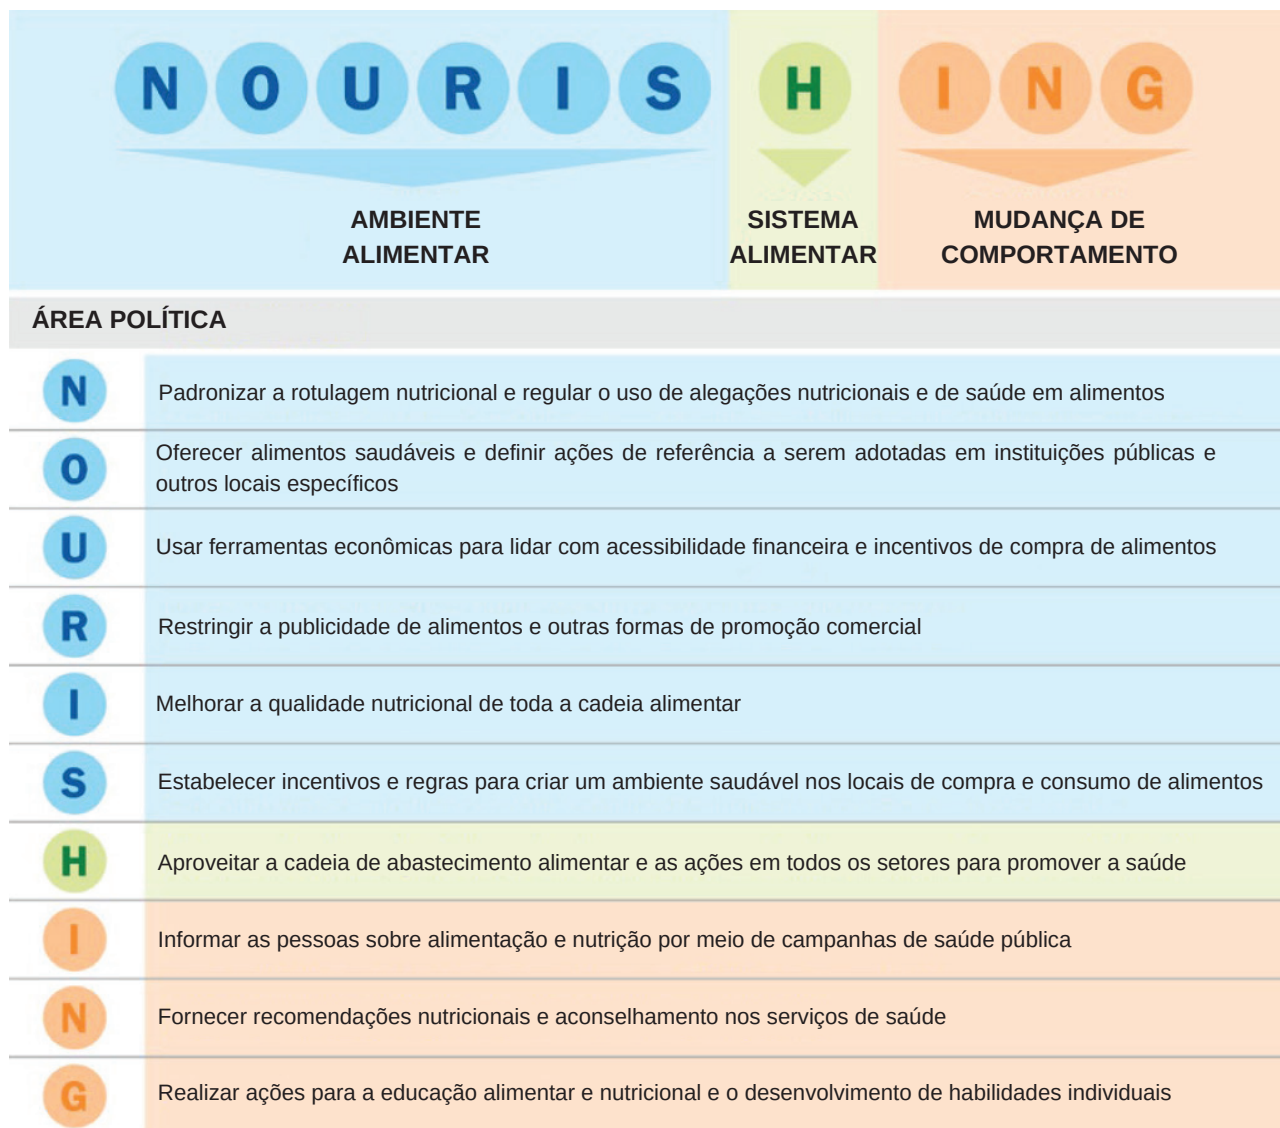 N O U R I S H I N G
AMBIENTE
ALIMENTAR
SISTEMA
ALIMENTAR
MUDANÇA DE
COMPORTAMENTO
ÁREA POLÍTICA
N Padronizar a rotulagem nutricional e regular o uso de alegações nutricionais e de saúde em alimentos
O Oferecer alimentos saudáveis e definir ações de referência a serem adotadas em instituições públicas e
outros locais específicos
U Usar ferramentas econômicas para lidar com acessibilidade financeira e incentivos de compra de alimentos
R Restringir a publicidade de alimentos e outras formas de promoção comercial
I Melhorar a qualidade nutricional de toda a cadeia alimentar
S Estabelecer incentivos e regras para criar um ambiente saudável nos locais de compra e consumo de alimentos
H Aproveitar a cadeia de abastecimento alimentar e as ações em todos os setores para promover a saúde
I Informar as pessoas sobre alimentação e nutrição por meio de campanhas de saúde pública
N Fornecer recomendações nutricionais e aconselhamento nos serviços de saúde
G Realizar ações para a educação alimentar e nutricional e o desenvolvimento de habilidades individuais